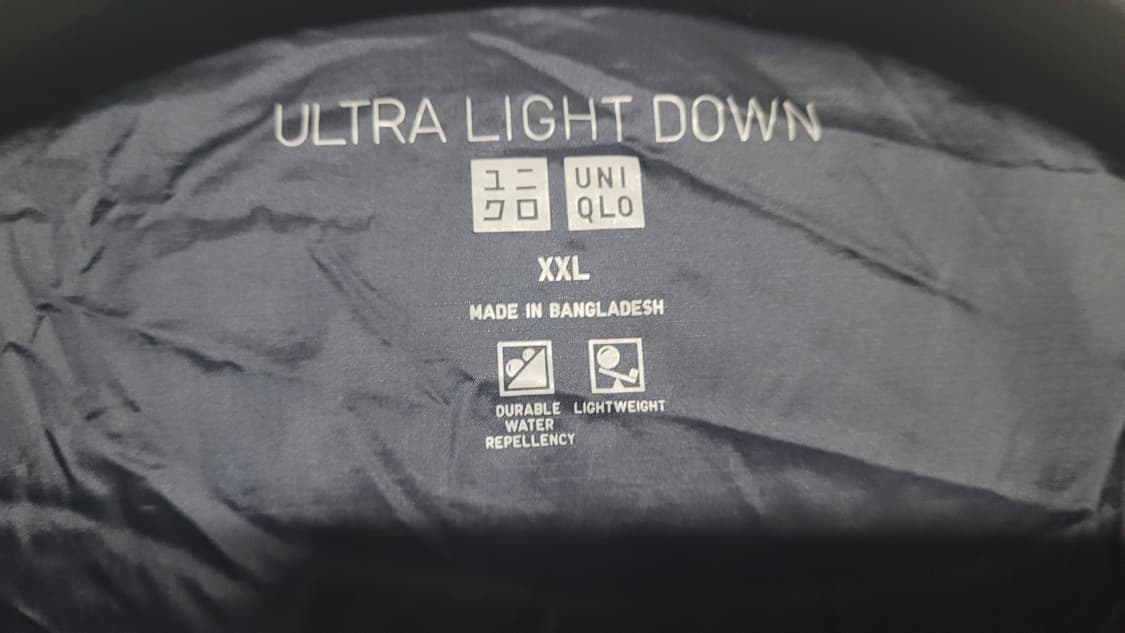 ULTRA LIGHT DOWN
ユニ UNI
クロ QLO
XXL
MADE IN BANGLADESH
DURABLE LIGHTWEIGHT
WATER
REPELLENCY